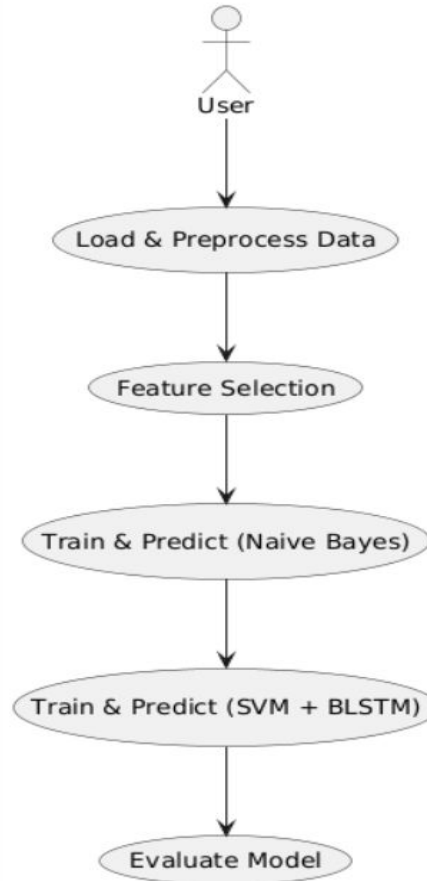 User
Load & Preprocess Data
Feature Selection
Train & Predict (Naive Bayes)
Train & Predict (SVM + BLSTM)
Evaluate Model